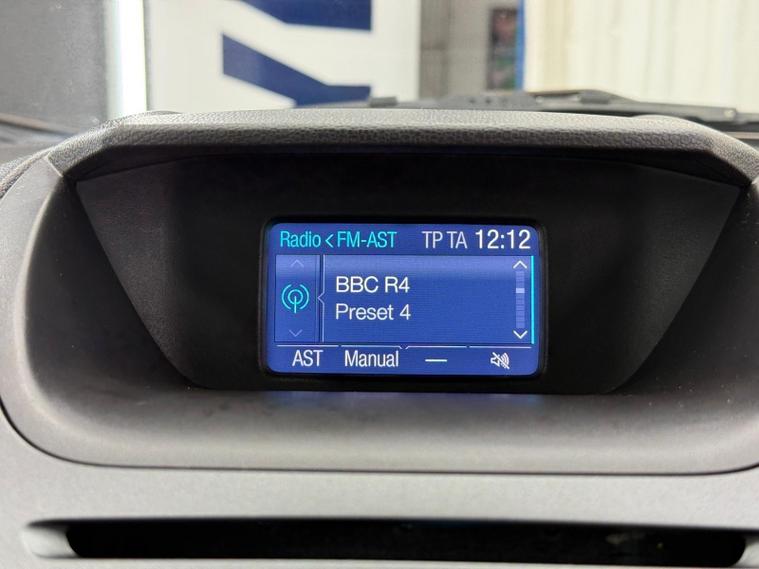 Radio < FM-AST TP TA 12:12
BBC R4
Preset 4
AST Manual —